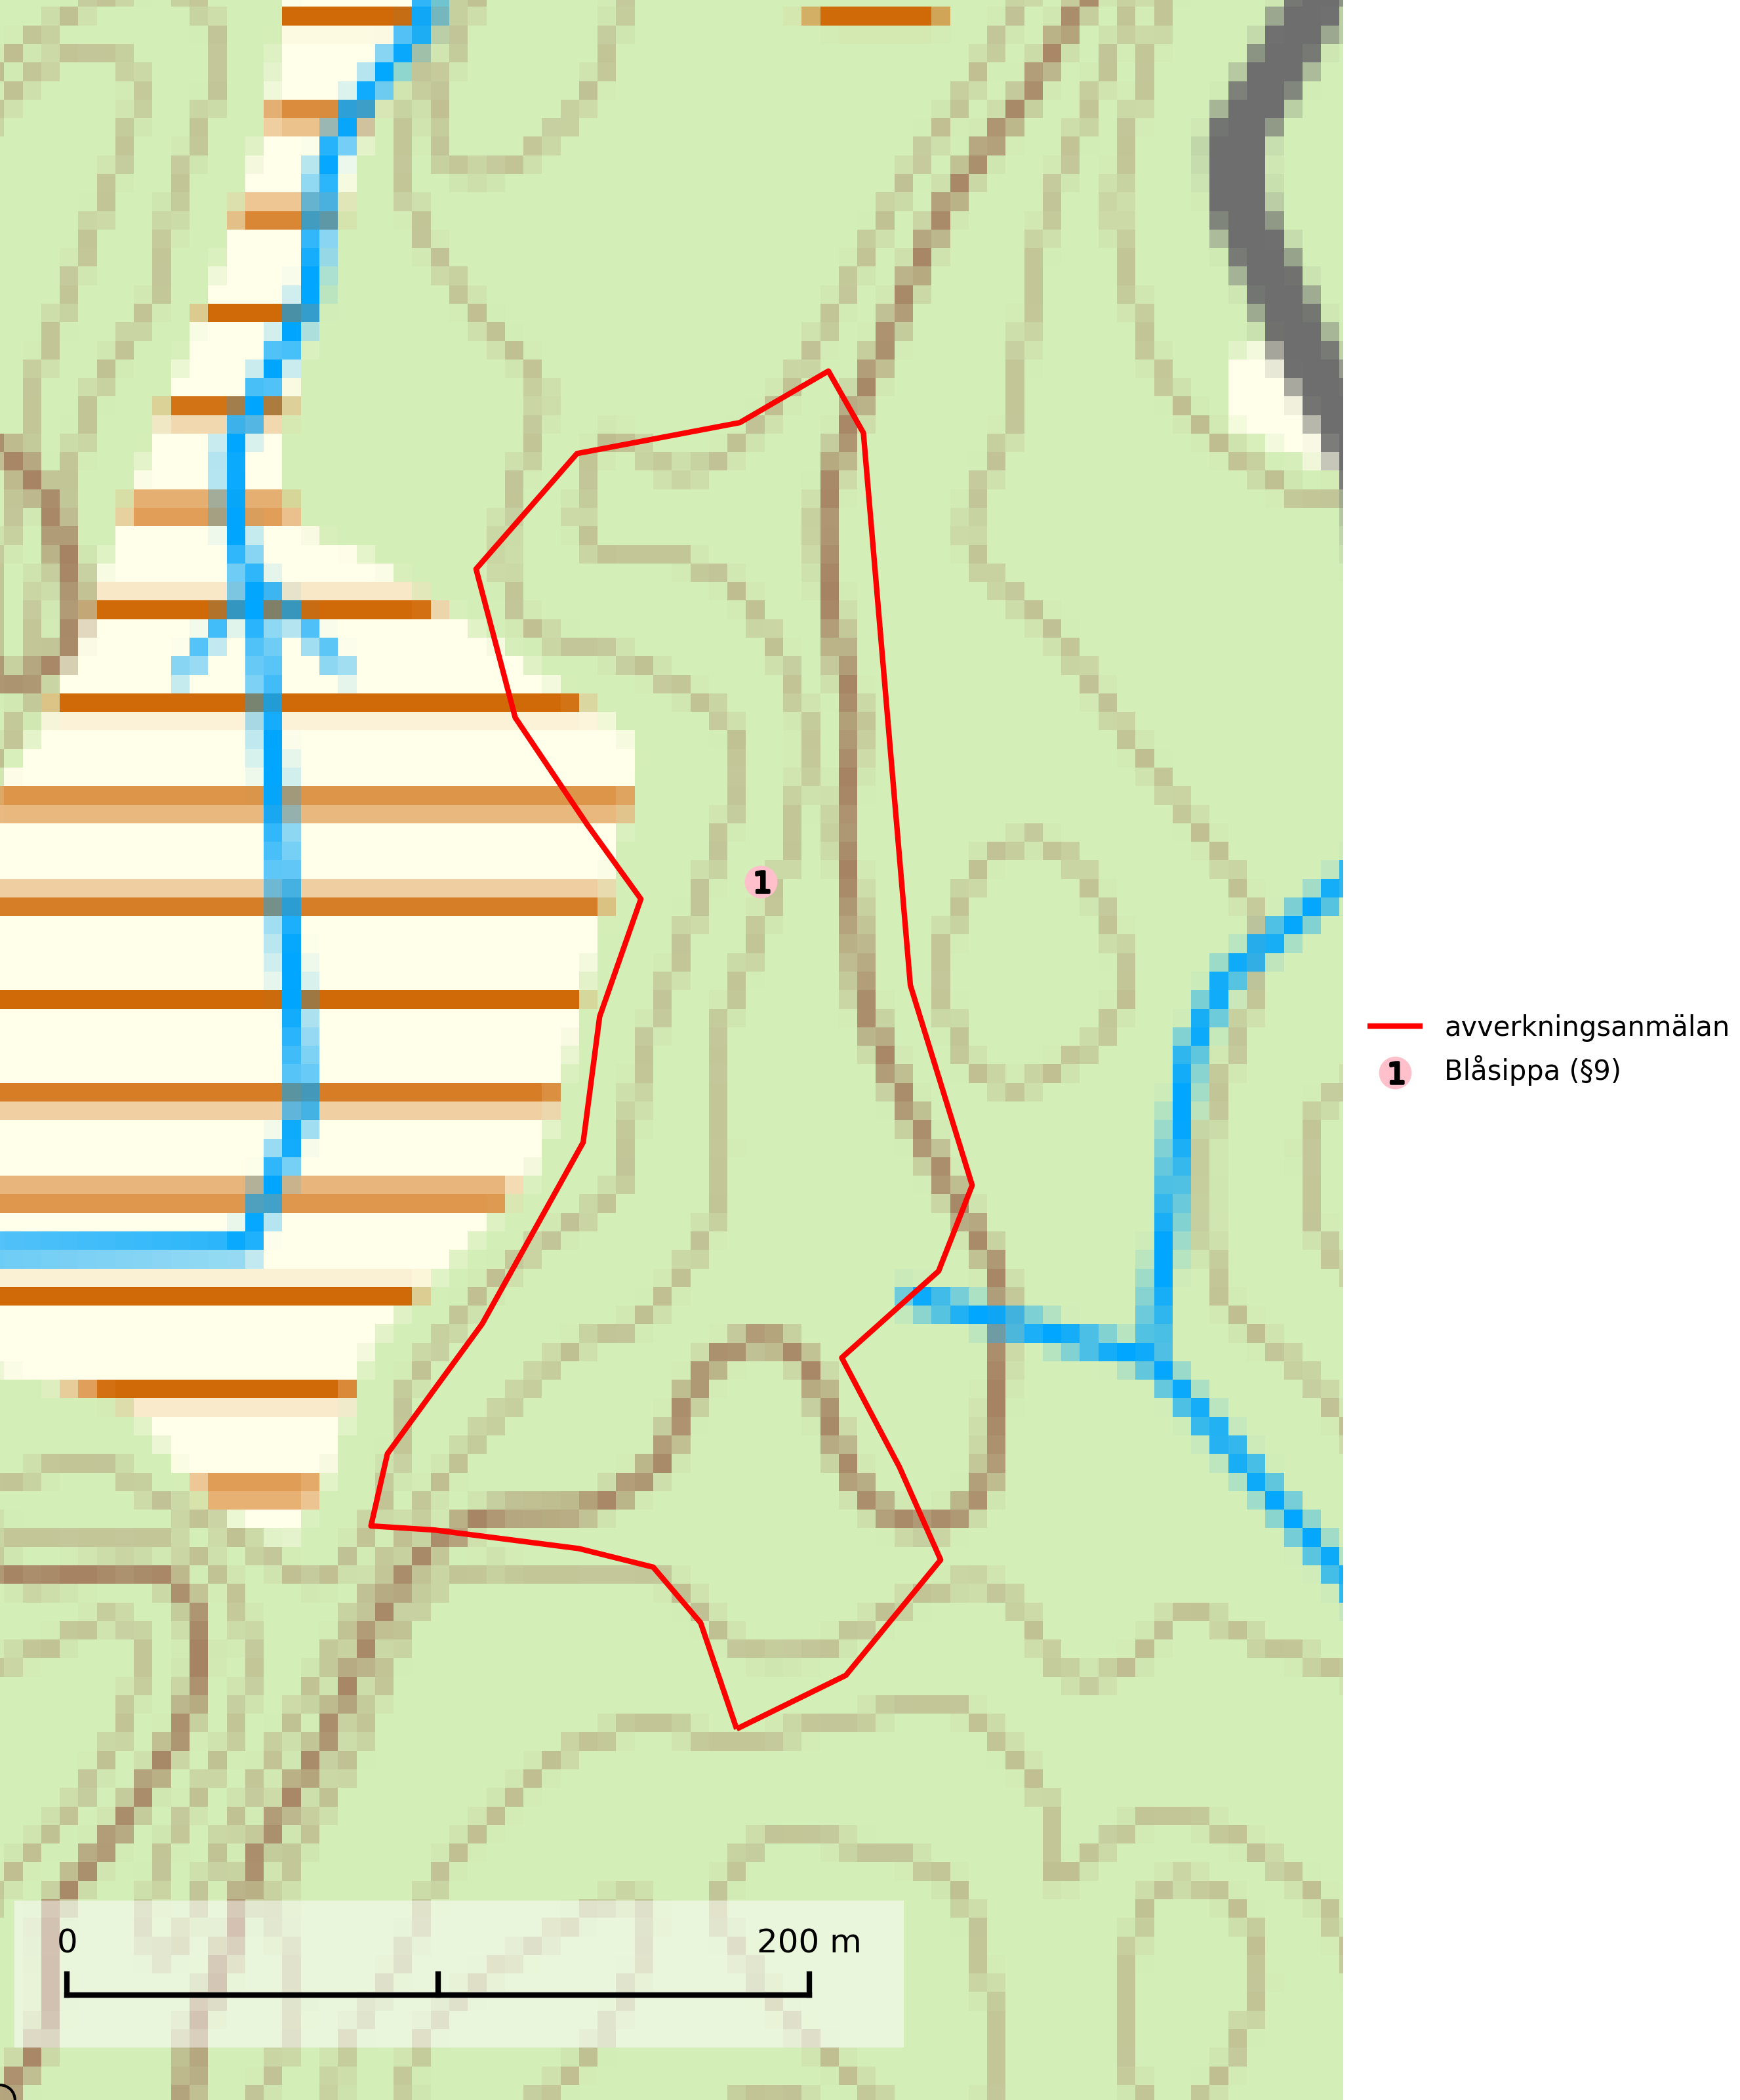 1
avverkningsanmälan
1 Blåsippa (§9)
0 200 m